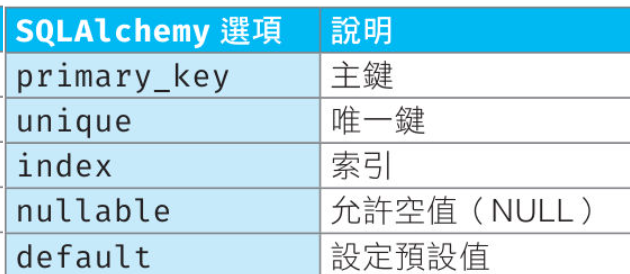 SQLAlchemy 選項 說明
primary_key 主鍵
unique 唯一鍵
index 索引
nullable 允許空值（NULL）
default 設定預設值